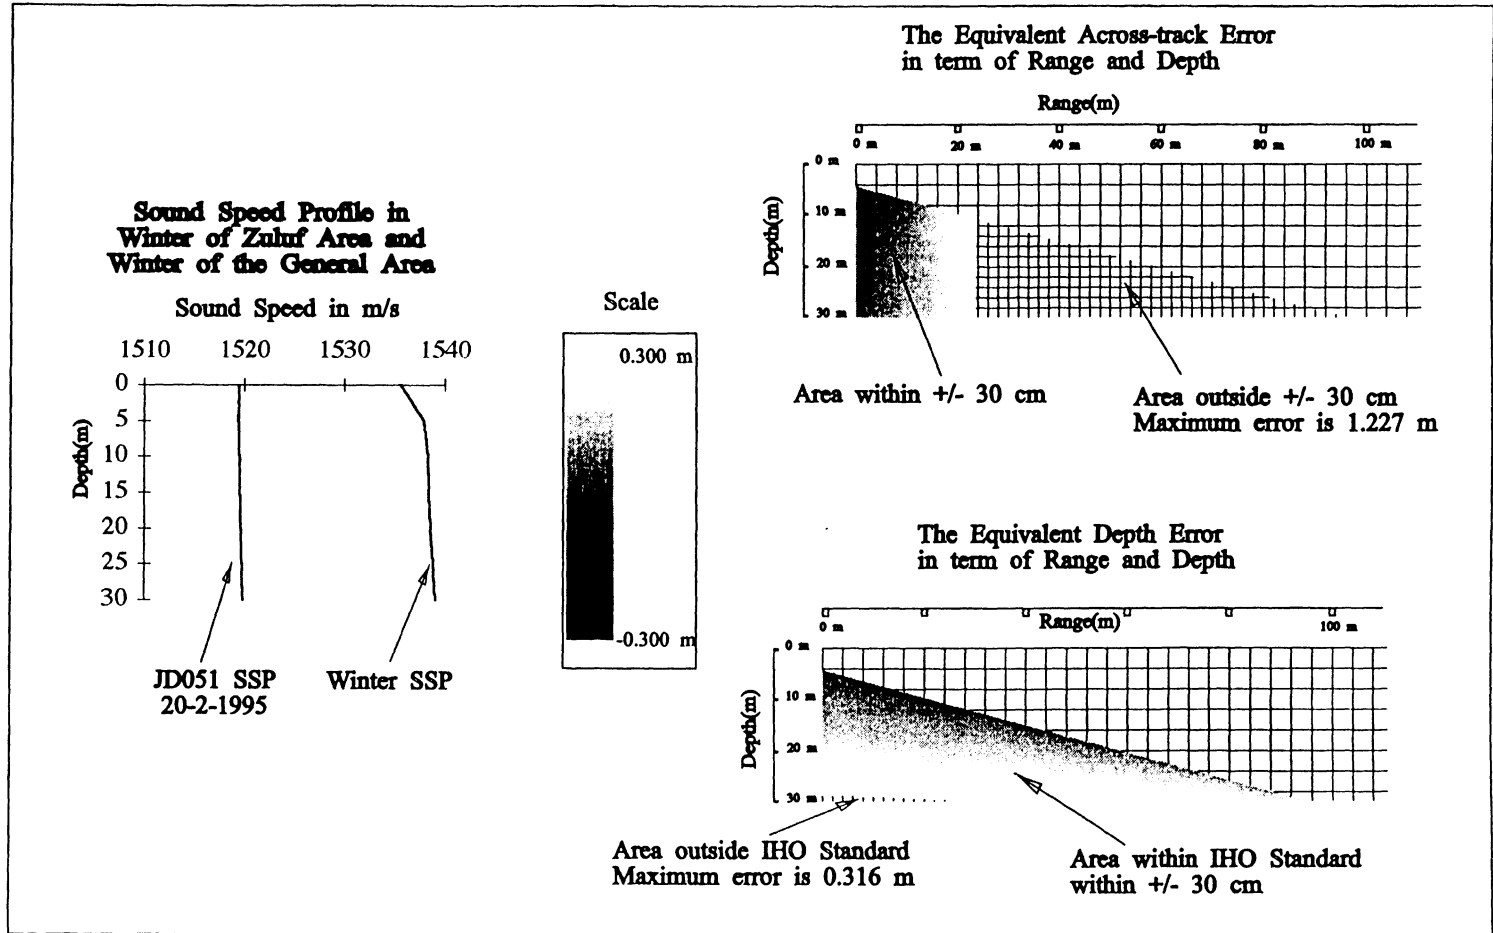 The Equivalent Across-track Error
in term of Range and Depth
Range(m)
0 m 20 m 40 m 60 m 80 m 100 m
0 m
10 m
20 m
30 m
Depth(m)
Area within +/- 30 cm
Area outside +/- 30 cm
Maximum error is 1.227 m
Sound Speed Profile in
Winter of Zuluf Area and
Winter of the General Area
Sound Speed in m/s
1510 1520 1530 1540
0
5
10
15
20
25
30
Depth(m)
JD051 SSP
20-2-1995
Winter SSP
Scale
0.300 m
-0.300 m
The Equivalent Depth Error
in term of Range and Depth
Range(m)
0 m 100 m
0 m
10 m
20 m
30 m
Depth(m)
Area outside IHO Standard
Maximum error is 0.316 m
Area within IHO Standard
within +/- 30 cm